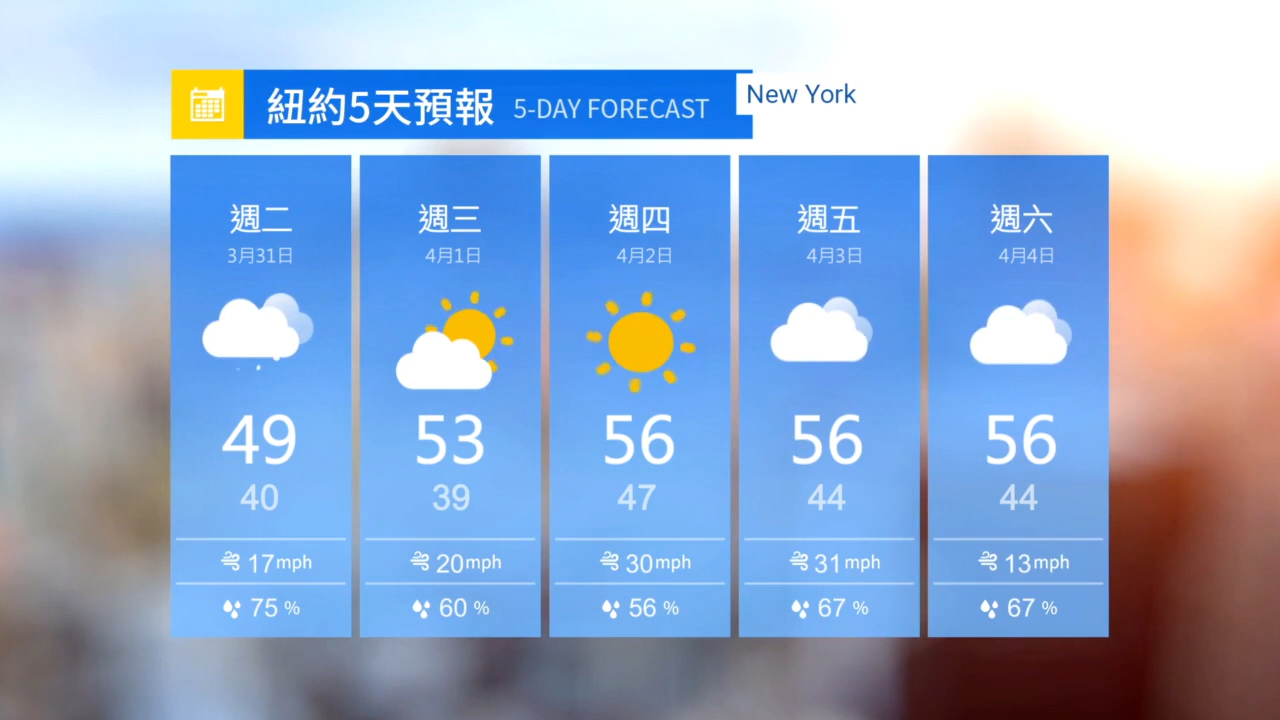 紐約5天預報 5-DAY FORECAST
New York
週二
3月31日
49
40
17mph
75 %
週三
4月1日
53
39
20mph
60 %
週四
4月2日
56
47
30mph
56 %
週五
4月3日
56
44
31mph
67 %
週六
4月4日
56
44
13mph
67 %